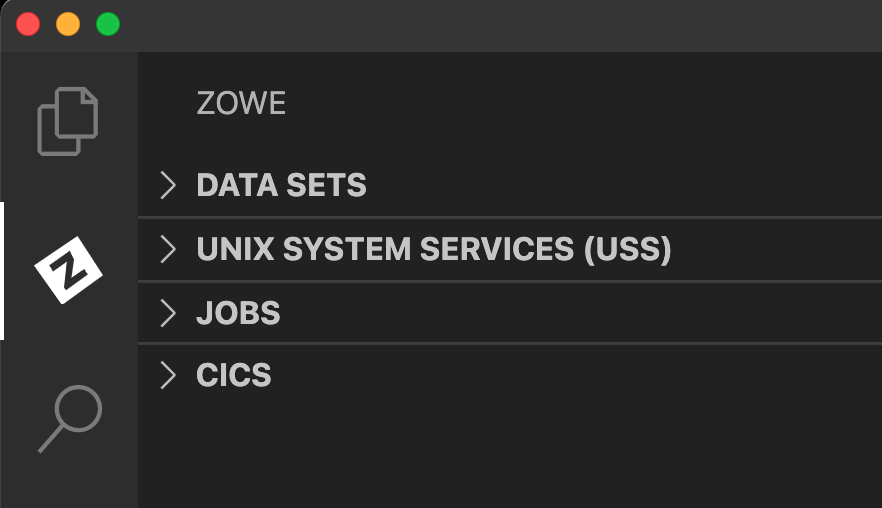 ZOWE
DATA SETS
UNIX SYSTEM SERVICES (USS)
JOBS
CICS